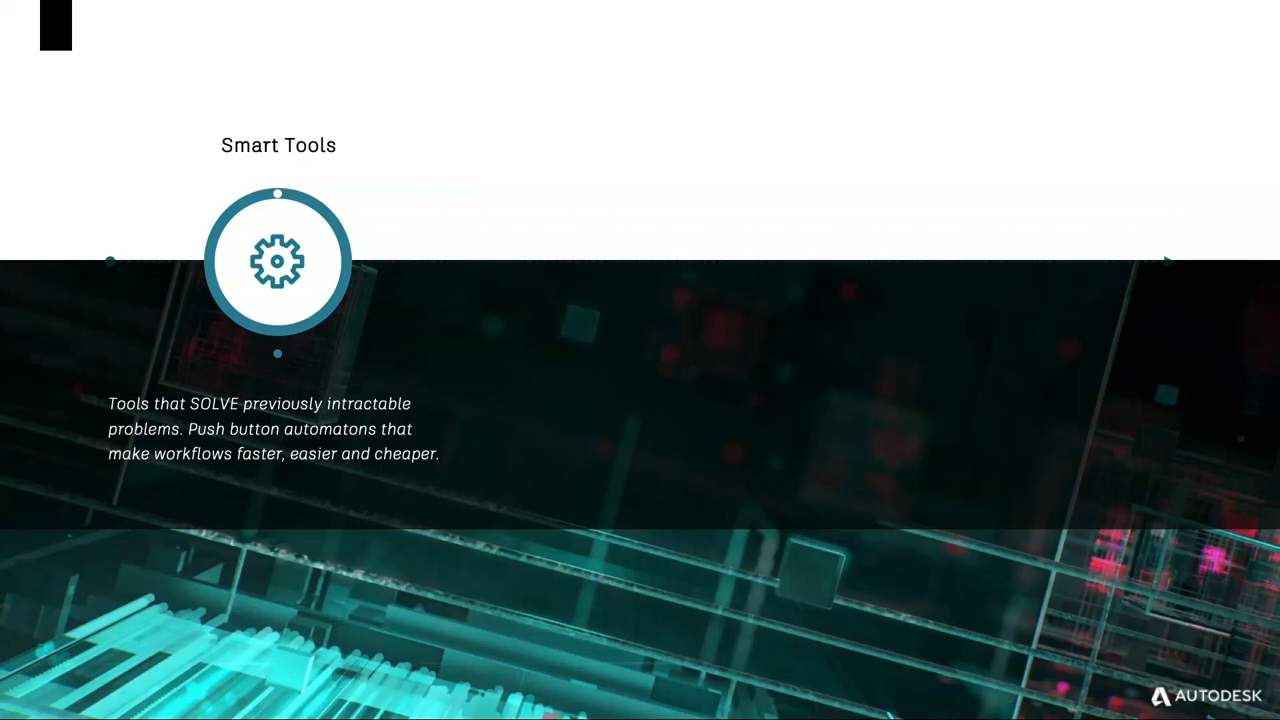 Smart Tools
Tools that SOLVE previously intractable
problems. Push button automatons that
make workflows faster, easier and cheaper.
AUTODESK